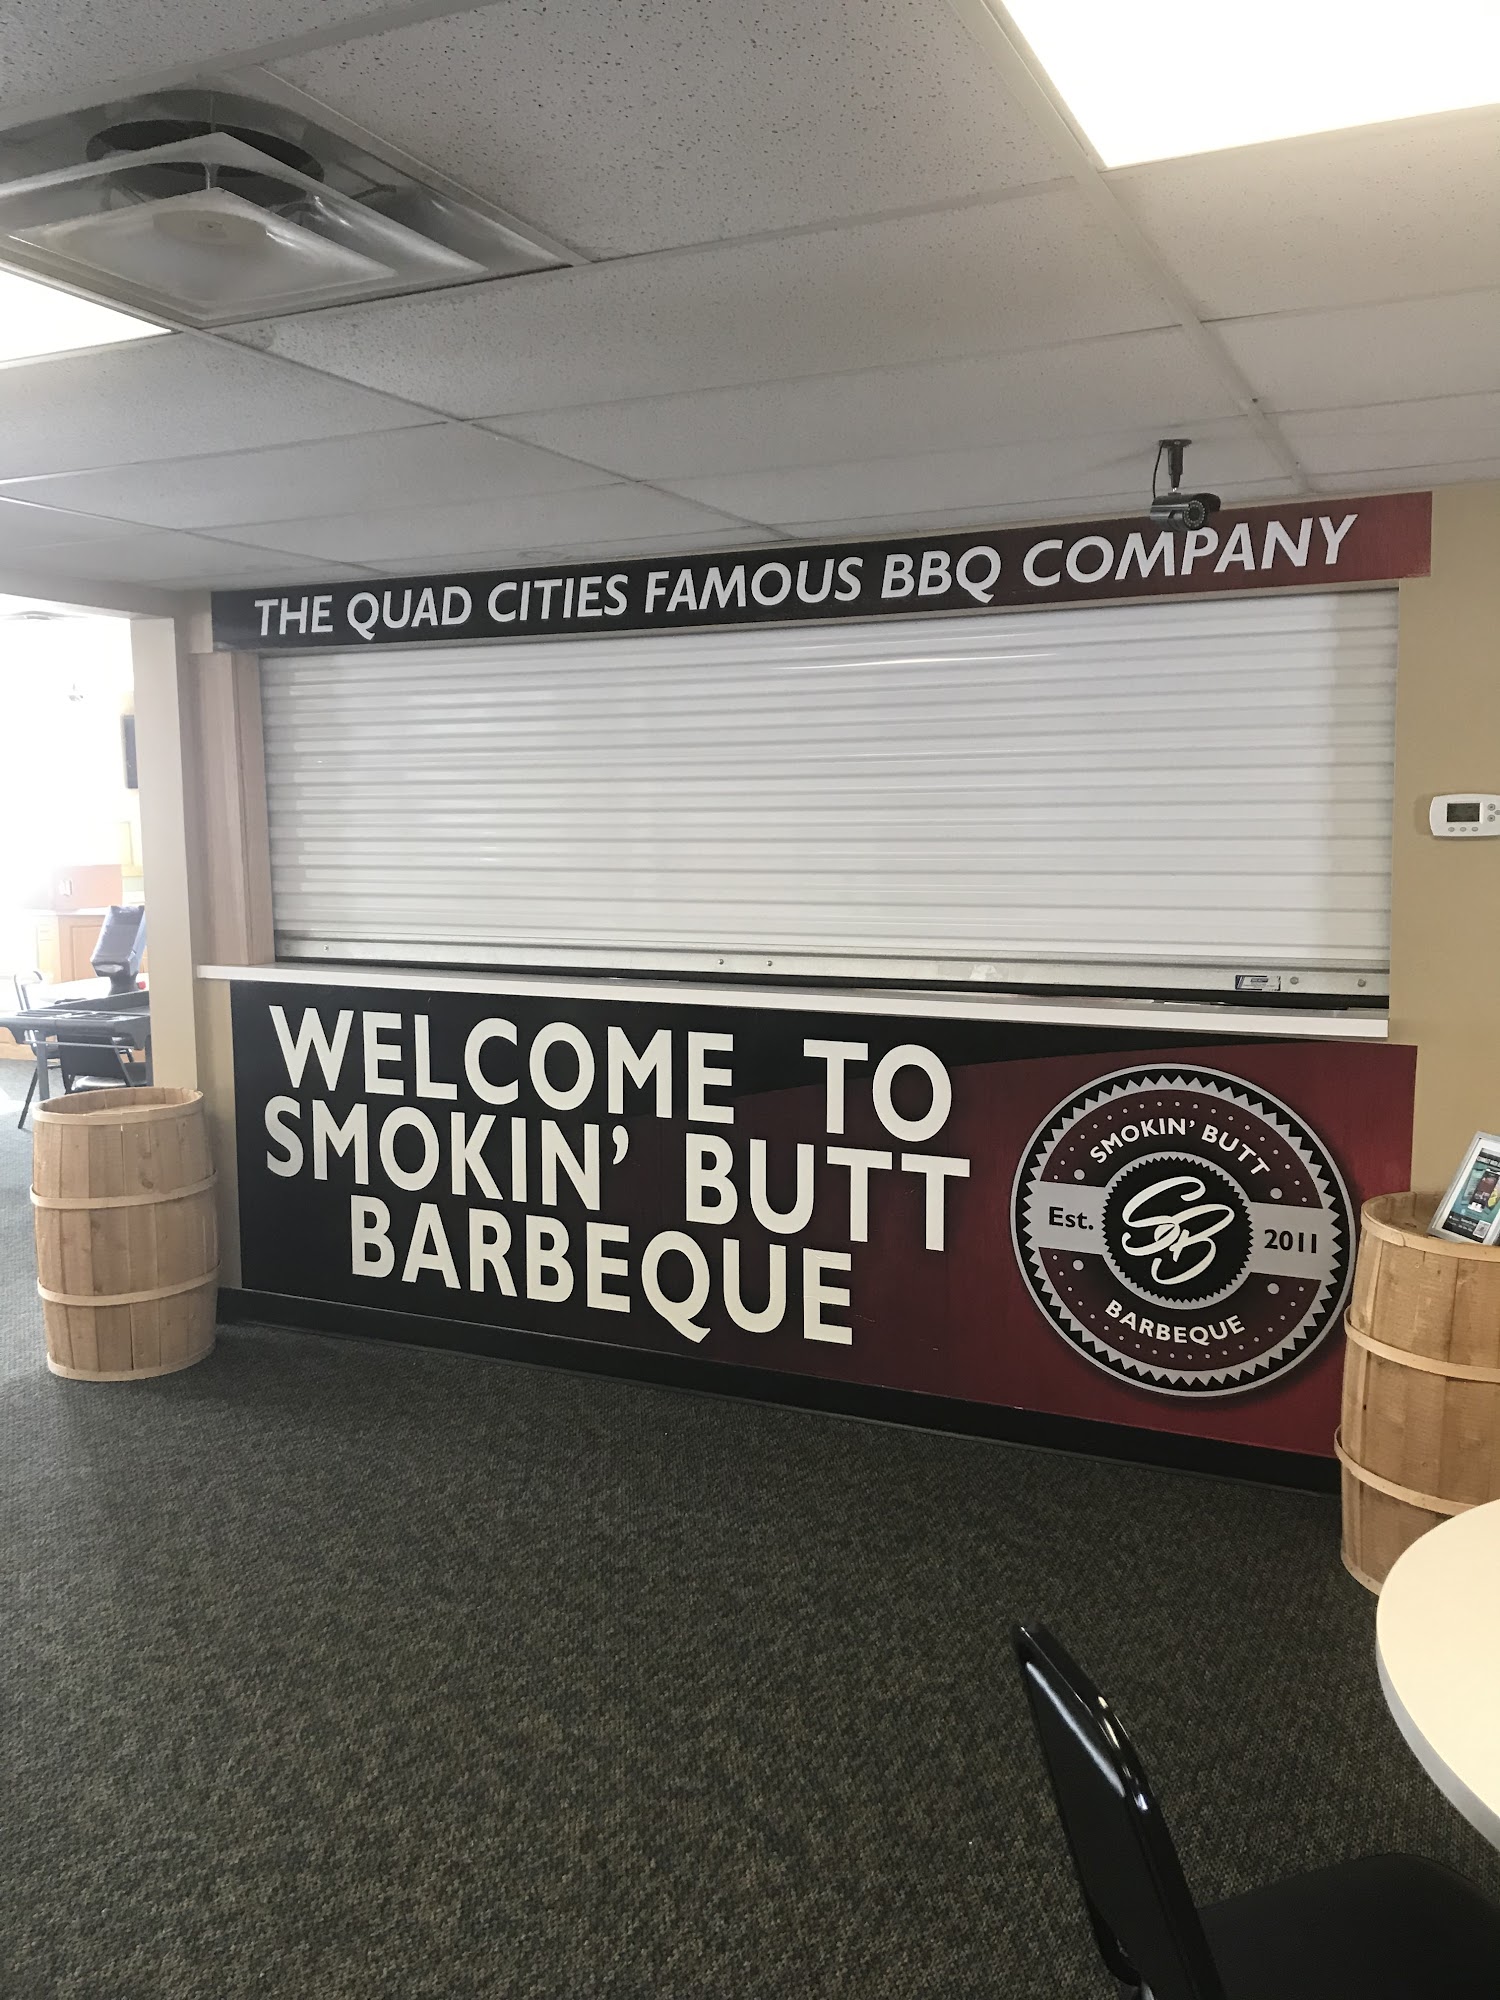 THE QUAD CITIES FAMOUS BBQ COMPANY
WELCOME TO
SMOKIN' BUTT
BARBEQUE
SMOKIN' BUTT
Est. SB 2011
BARBEQUE